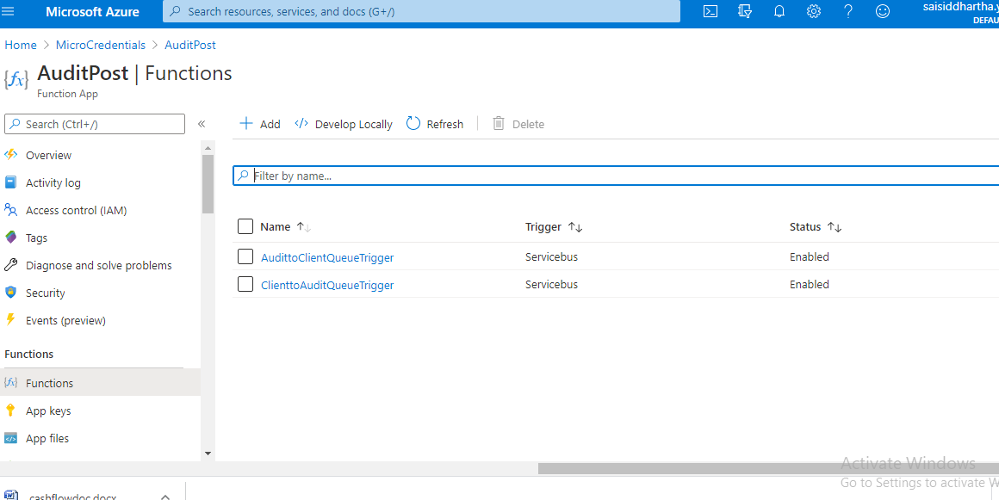 Microsoft Azure
Search resources, services, and docs (G+/)
saisiddhartha.y
DEFAU
Home > MicroCredentials > AuditPost
{fx} AuditPost | Functions
Function App
Search (Ctrl+/)
«
Add
</> Develop Locally
Refresh
Delete
Overview
Activity log
Access control (IAM)
Tags
Diagnose and solve problems
Security
Events (preview)
Functions
{fx} Functions
App keys
</> App files
Filter by name...
Name ↑↓ Trigger ↑↓ Status ↑↓
AudittoClientQueueTrigger Servicebus Enabled
ClienttoAuditQueueTrigger Servicebus Enabled
Activate Windows
Go to Settings to activate W
cashflowdoc.docx